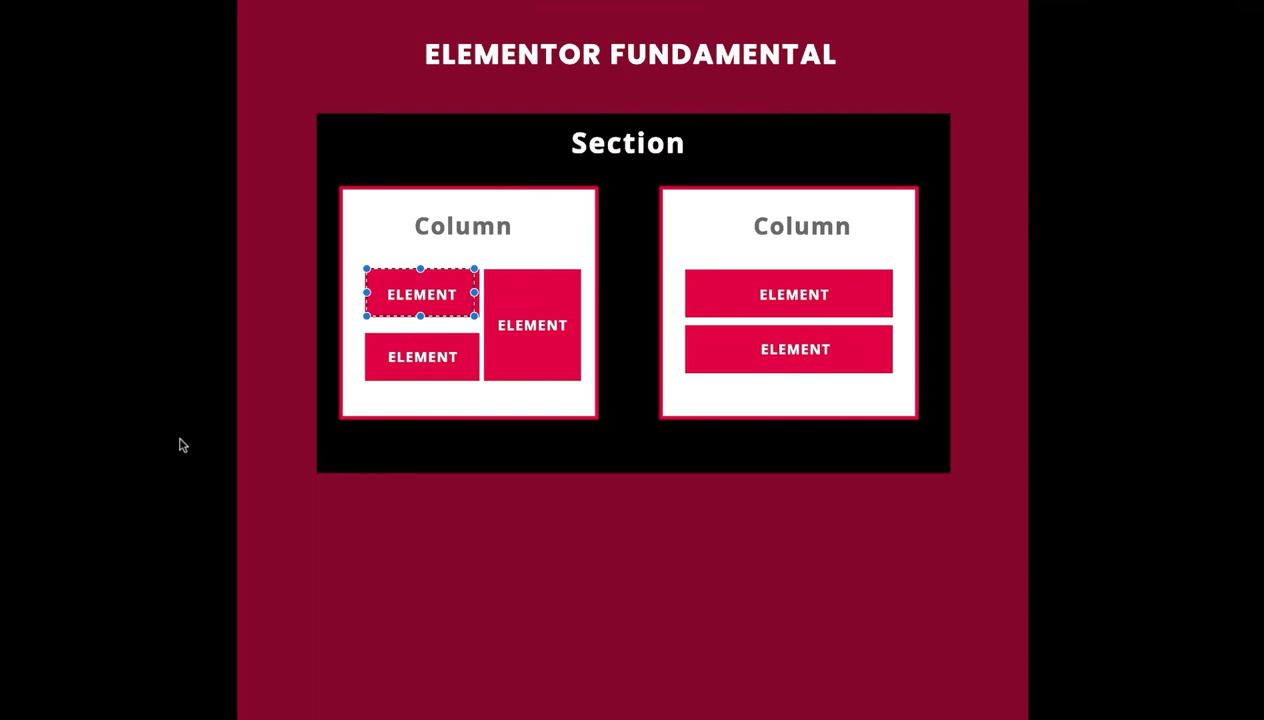 ELEMENTOR FUNDAMENTAL
Section
Column
ELEMENT
ELEMENT
ELEMENT
Column
ELEMENT
ELEMENT